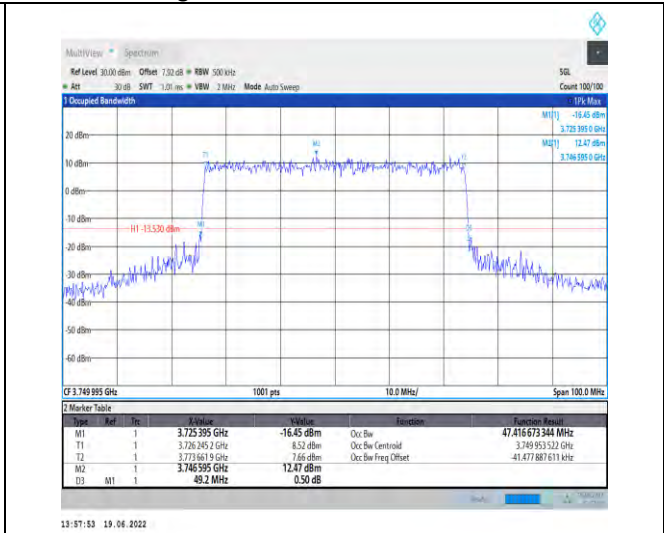 MultiView Spectrum
Ref Level 30.00 dBm Offset 7.92 dB RBW 500 kHz SGL
Att 30 dB SWT 1.01 ms VBW 2 MHz Mode Auto Sweep Count 100/100
1 Occupied Bandwidth 1Pk Max
M1[1] -16.45 dBm
3.725 395 0 GHz
20 dBm M2 M2[1] 12.47 dBm
T1 T2 3.746 595 0 GHz
10 dBm
0 dBm
-10 dBm
H1 -13.530 dBm M1 D3
-20 dBm
-30 dBm
-40 dBm
-50 dBm
-60 dBm
CF 3.749 995 GHz 1001 pts 10.0 MHz/ Span 100.0 MHz
2 Marker Table
Type Ref Trc X-Value Y-Value Function Function Result
M1 1 3.725 395 GHz -16.45 dBm Occ Bw 47.416 673 344 MHz
T1 1 3.726 245 2 GHz 8.52 dBm Occ Bw Centroid 3.749 953 522 GHz
T2 1 3.773 661 9 GHz 7.66 dBm Occ Bw Freq Offset -41.477 887 611 kHz
M2 1 3.746 595 GHz 12.47 dBm
D3 M1 1 49.2 MHz 0.50 dB
13:57:53 19.06.2022